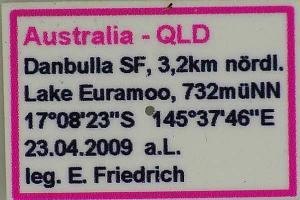 Australia - QLD
Danbulla SF, 3,2km nördl.
Lake Euramoo, 732müNN
17°08'23"S 145°37'46"E
23.04.2009 a.L.
leg. E. Friedrich